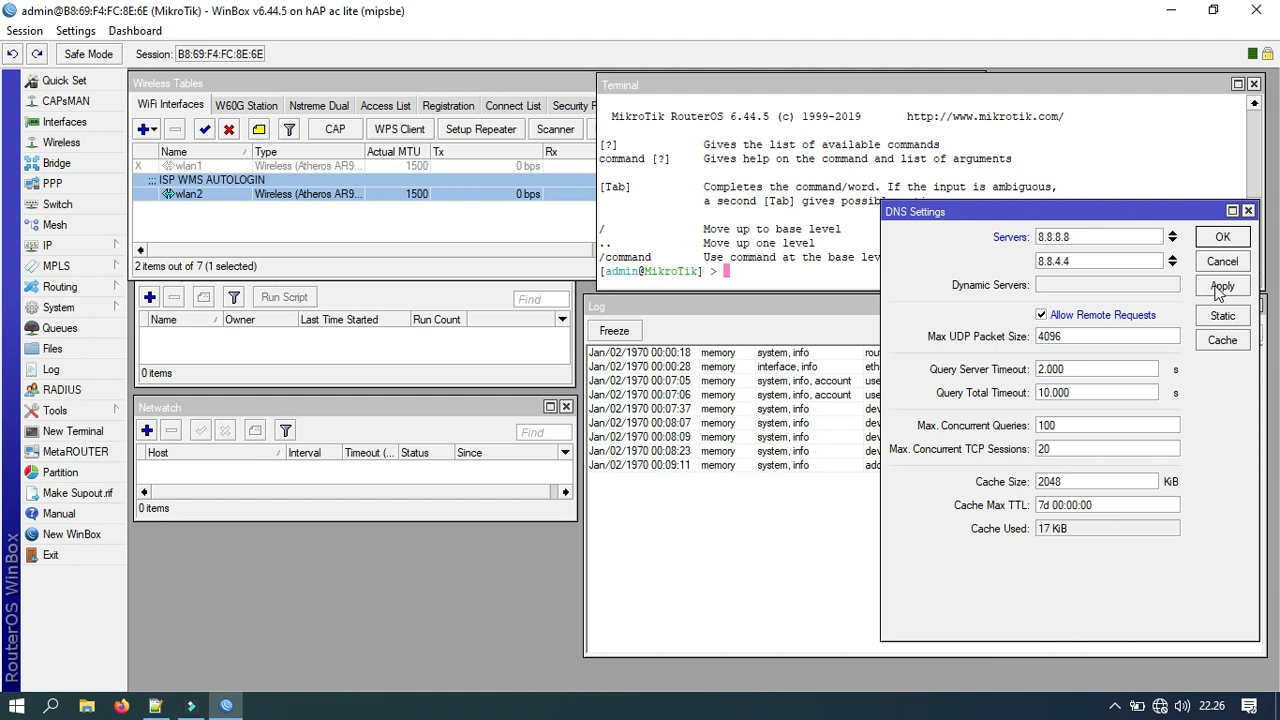 admin@B8:69:F4:FC:8E:6E (MikroTik) - WinBox v6.44.5 on hAP ac lite (mipsbe)
Session Settings Dashboard
Safe Mode Session: B8:69:F4:FC:8E:6E
Quick Set
CAPsMAN
Interfaces
Wireless
Bridge
PPP
Switch
Mesh
IP
MPLS
Routing
System
Queues
Files
Log
RADIUS
Tools
New Terminal
MetaROUTER
Partition
Make Supout.rif
Manual
New WinBox
Exit
RouterOS WinBox
Wireless Tables
WiFi Interfaces W60G Station Nstreme Dual Access List Registration Connect List Security P
CAP WPS Client Setup Repeater Scanner
Name Type Actual MTU Tx Rx
X wlan1 Wireless (Atheros AR9... 1500 0 bps
;;; ISP WMS AUTOLOGIN
wlan2 Wireless (Atheros AR9... 1500 0 bps
2 items out of 7 (1 selected)
Run Script Find
Name Owner Last Time Started Run Count
0 items
Netwatch
Find
Host Interval Timeout (... Status Since
0 items
Terminal
MikroTik RouterOS 6.44.5 (c) 1999-2019 http://www.mikrotik.com/
[?] Gives the list of available commands
command [?] Gives help on the command and list of arguments
[Tab] Completes the command/word. If the input is ambiguous,
a second [Tab] gives possi
/ Move up to base level
.. Move up one level
/command Use command at the base lev
[admin@MikroTik] >
Log
Freeze
Jan/02/1970 00:00:18 memory system, info rou
Jan/02/1970 00:00:28 memory interface, info eth
Jan/02/1970 00:07:05 memory system, info, account use
Jan/02/1970 00:07:06 memory system, info, account use
Jan/02/1970 00:07:37 memory system, info dev
Jan/02/1970 00:08:07 memory system, info dev
Jan/02/1970 00:08:09 memory system, info dev
Jan/02/1970 00:08:23 memory system, info dev
Jan/02/1970 00:09:11 memory system, info add
DNS Settings
Servers: 8.8.8.8
8.8.4.4
Dynamic Servers:
Allow Remote Requests
Max UDP Packet Size: 4096
Query Server Timeout: 2.000 s
Query Total Timeout: 10.000 s
Max. Concurrent Queries: 100
Max. Concurrent TCP Sessions: 20
Cache Size: 2048 KiB
Cache Max TTL: 7d 00:00:00
Cache Used: 17 KiB
OK
Cancel
Apply
Static
Cache
22.26